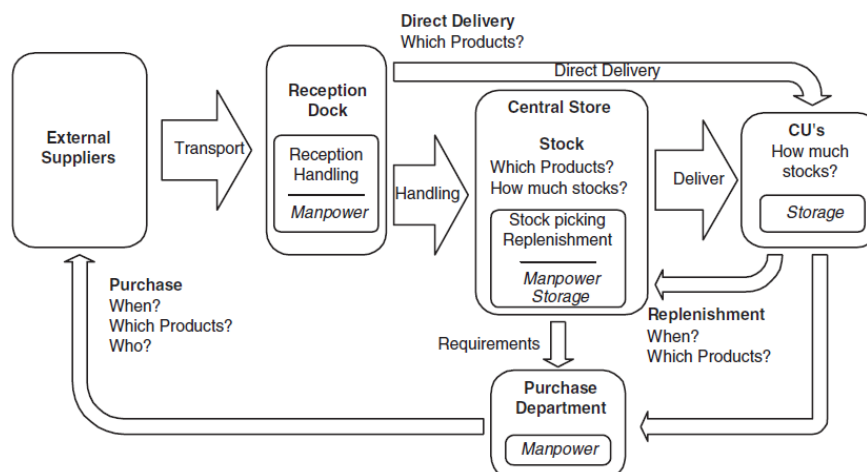 Direct Delivery
Which Products?
Direct Delivery
External
Suppliers
Transport
Reception
Dock
Reception
Handling
Manpower
Handling
Central Store
Stock
Which Products?
How much stocks?
Stock picking
Replenishment
Manpower
Storage
Deliver
CU's
How much
stocks?
Storage
Purchase
When?
Which Products?
Who?
Requirements
Replenishment
When?
Which Products?
Purchase
Department
Manpower